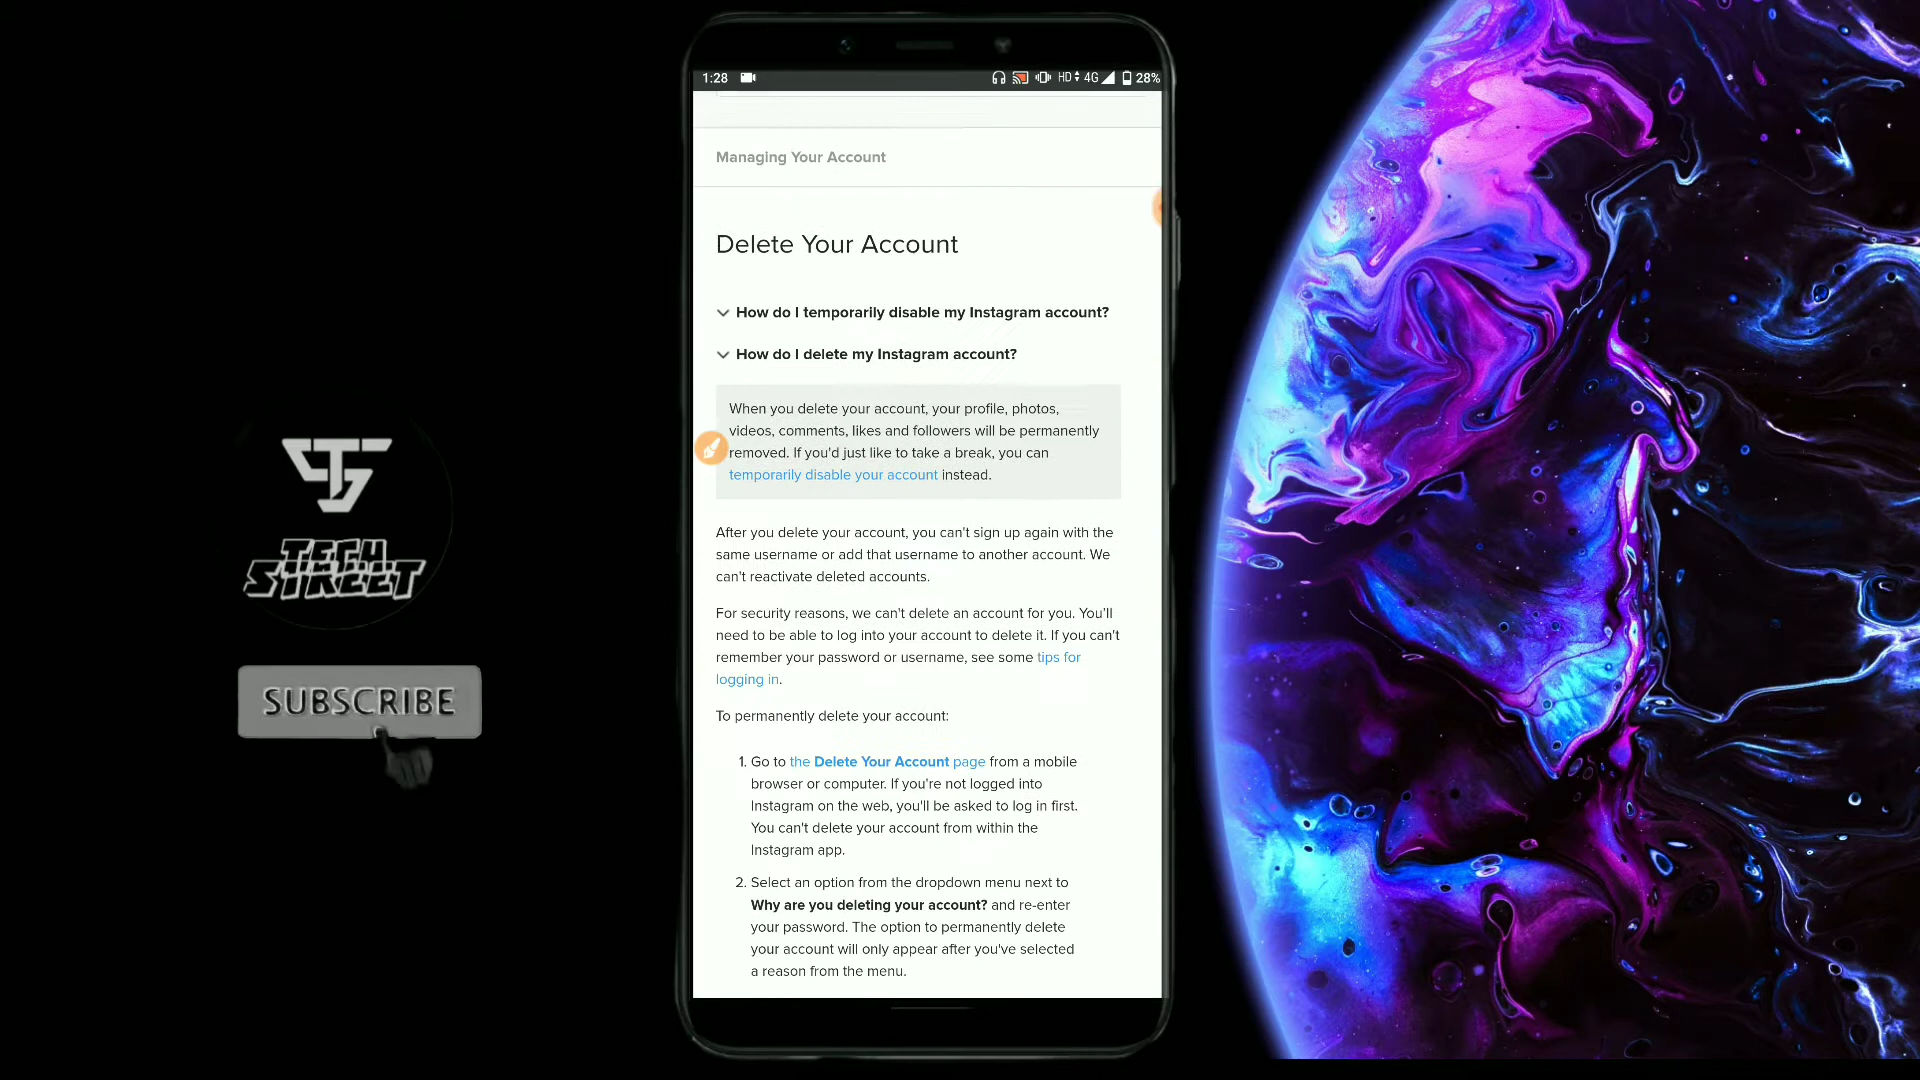 1:28 HD 4G 28%
Managing Your Account
Delete Your Account
How do I temporarily disable my Instagram account?
How do I delete my Instagram account?
When you delete your account, your profile, photos,
videos, comments, likes and followers will be permanently
removed. If you'd just like to take a break, you can
temporarily disable your account instead.
After you delete your account, you can't sign up again with the
same username or add that username to another account. We
can't reactivate deleted accounts.
For security reasons, we can't delete an account for you. You'll
need to be able to log into your account to delete it. If you can't
remember your password or username, see some tips for
logging in.
To permanently delete your account:
1. Go to the Delete Your Account page from a mobile
browser or computer. If you're not logged into
Instagram on the web, you'll be asked to log in first.
You can't delete your account from within the
Instagram app.
2. Select an option from the dropdown menu next to
Why are you deleting your account? and re-enter
your password. The option to permanently delete
your account will only appear after you've selected
a reason from the menu.
TECH
STREET
SUBSCRIBE